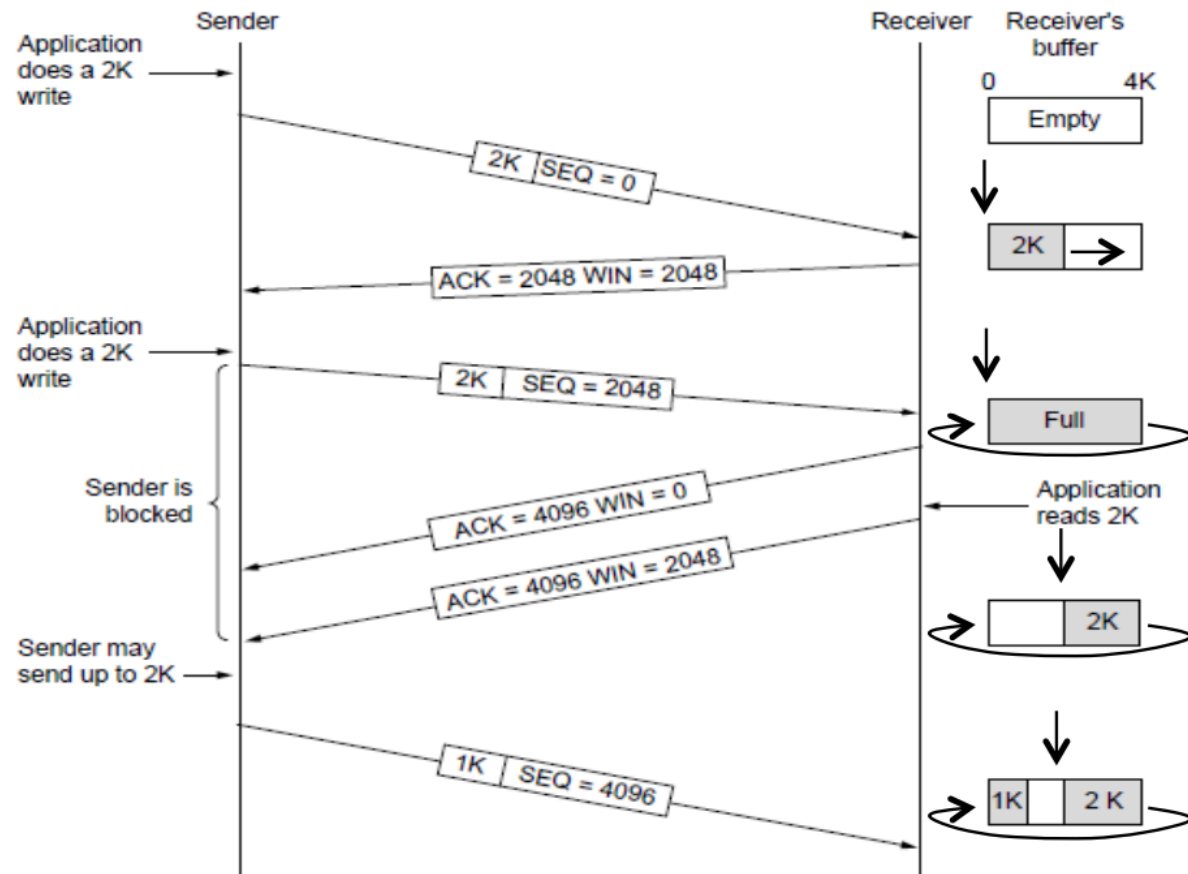 Sender
Receiver
Receiver's
buffer
0 4K
Empty
Application
does a 2K
write
2K SEQ = 0
2K
ACK = 2048 WIN = 2048
Application
does a 2K
write
2K SEQ = 2048
Full
Sender is
blocked
ACK = 4096 WIN = 0
Application
reads 2K
ACK = 4096 WIN = 2048
2K
Sender may
send up to 2K
1K SEQ = 4096
1K 2 K